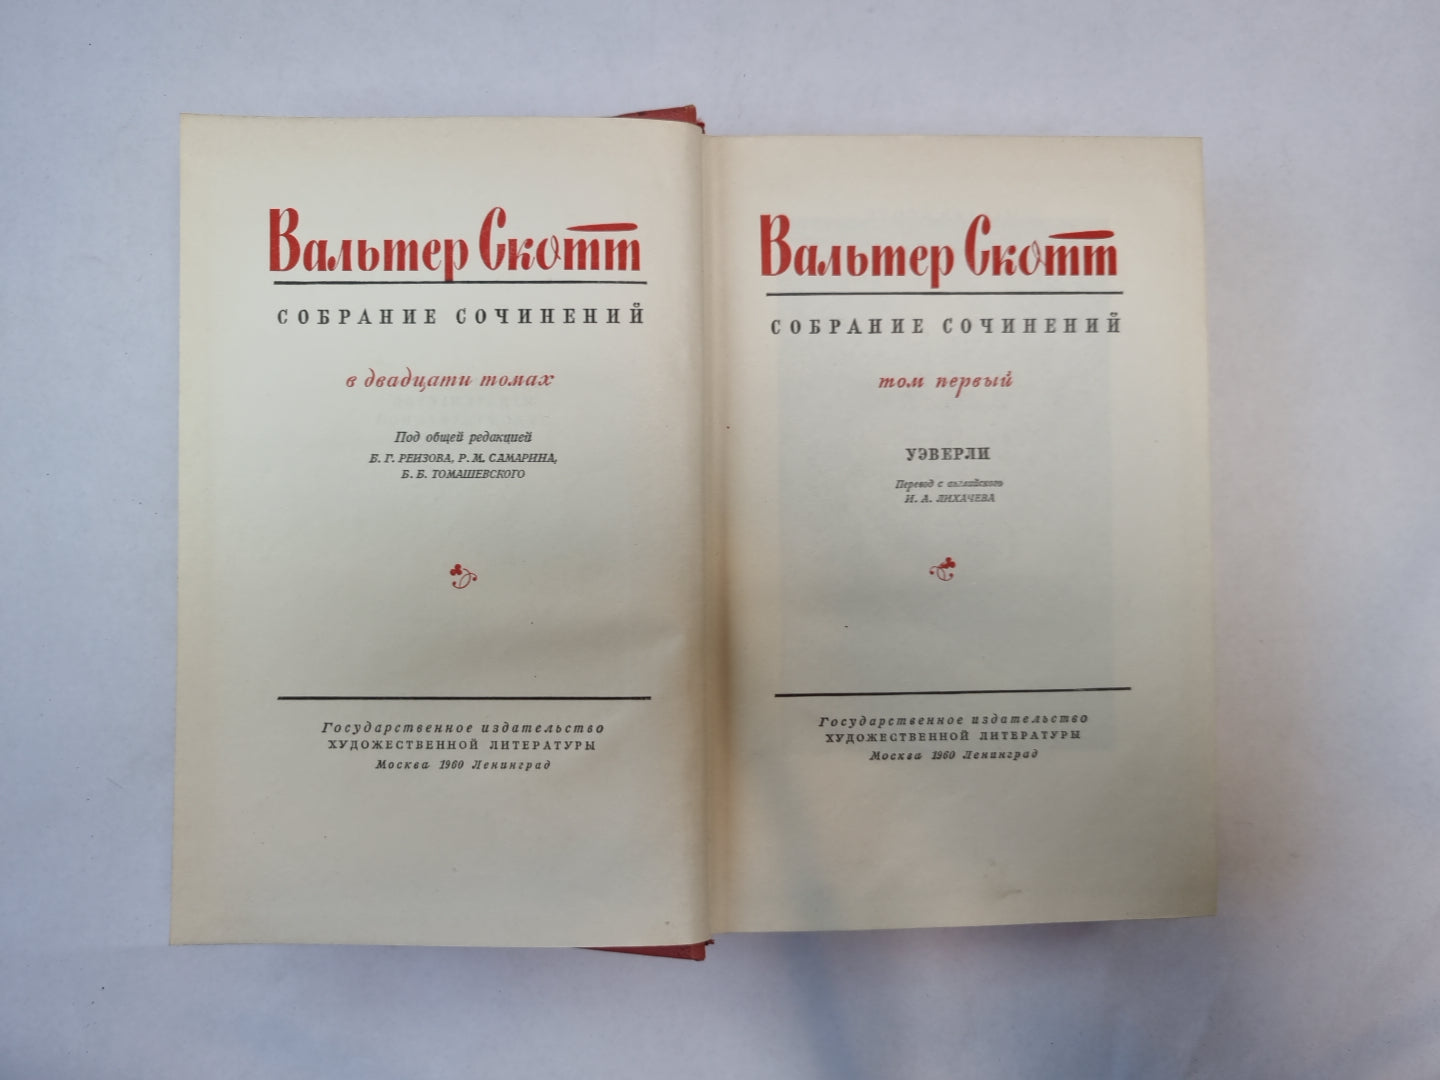 Вальтер Скотт
СОБРАНИЕ СОЧИНЕНИЙ
в двадцати томах
Под общей редакцией
Б. Г. РЕИЗОВА, Р. М. САМАРИНА,
Б. Б. ТОМАШЕВСКОГО
Государственное издательство
ХУДОЖЕСТВЕННОЙ ЛИТЕРАТУРЫ
Москва 1960 Ленинград
Вальтер Скотт
СОБРАНИЕ СОЧИНЕНИЙ
том первый
УЭВЕРЛИ
Перевод с английского
И. А. ЛИХАЧЕВА
Государственное издательство
ХУДОЖЕСТВЕННОЙ ЛИТЕРАТУРЫ
Москва 1960 Ленинград